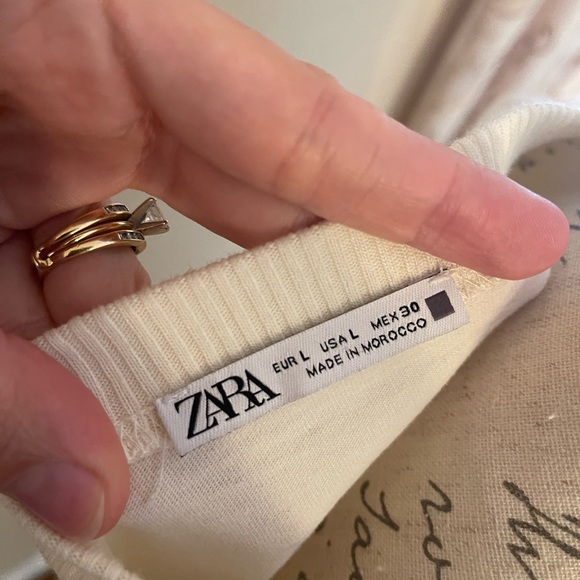 ZARA
EUR L USA L MEX 30
MADE IN MOROCCO